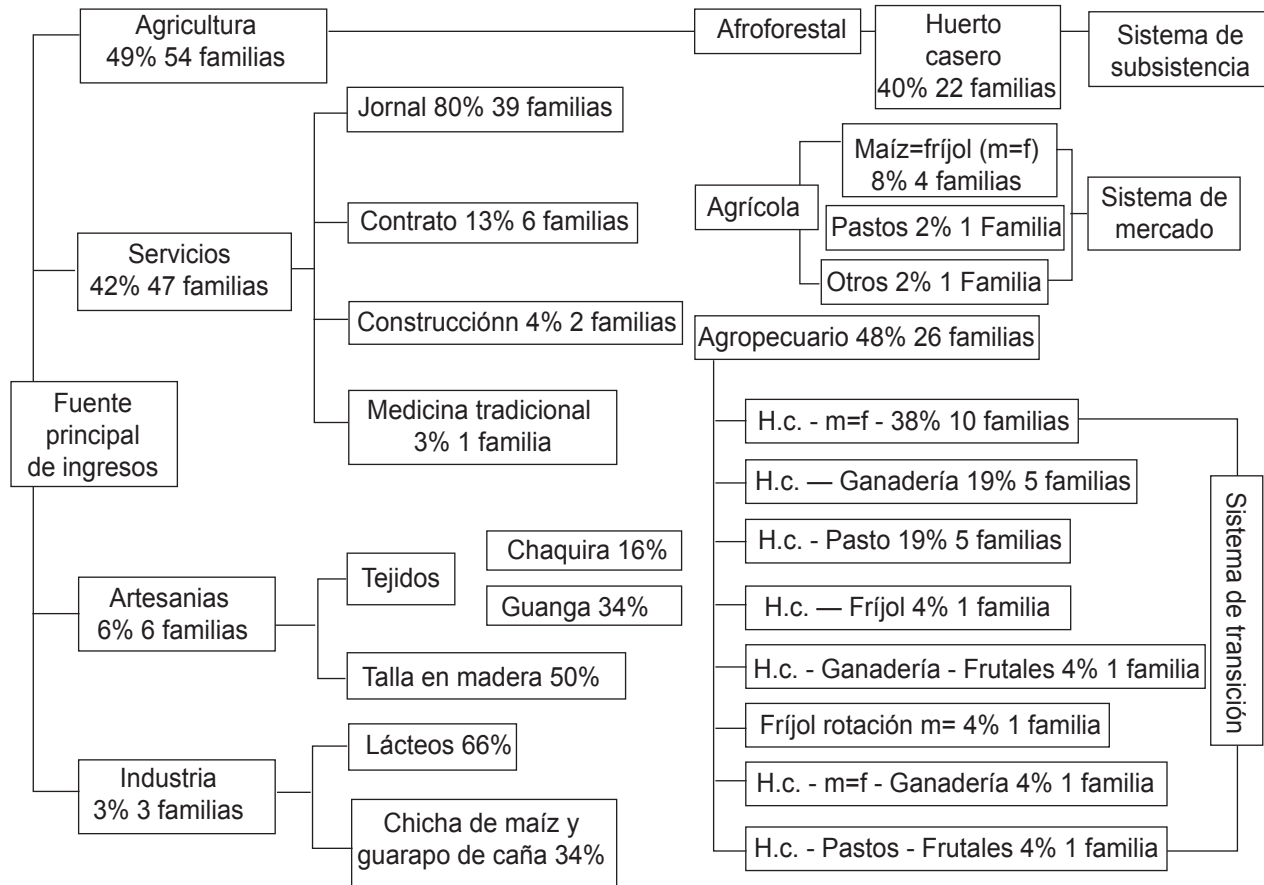 Fuente
principal
de ingresos
Agricultura
49% 54 familias
Afroforestal
Huerto
casero
40% 22 familias
Sistema de
subsistencia
Servicios
42% 47 familias
Jornal 80% 39 familias
Contrato 13% 6 familias
Construcciónn 4% 2 familias
Medicina tradicional
3% 1 familia
Agrícola
Maíz=fríjol (m=f)
8% 4 familias
Pastos 2% 1 Familia
Otros 2% 1 Familia
Sistema de
mercado
Agropecuario 48% 26 familias
H.c. - m=f - 38% 10 familias
H.c. — Ganadería 19% 5 familias
H.c. - Pasto 19% 5 familias
H.c. — Fríjol 4% 1 familia
H.c. - Ganadería - Frutales 4% 1 familia
Fríjol rotación m= 4% 1 familia
H.c. - m=f - Ganadería 4% 1 familia
H.c. - Pastos - Frutales 4% 1 familia
Sistema de transición
Artesanias
6% 6 familias
Tejidos
Chaquira 16%
Guanga 34%
Talla en madera 50%
Industria
3% 3 familias
Lácteos 66%
Chicha de maíz y
guarapo de caña 34%